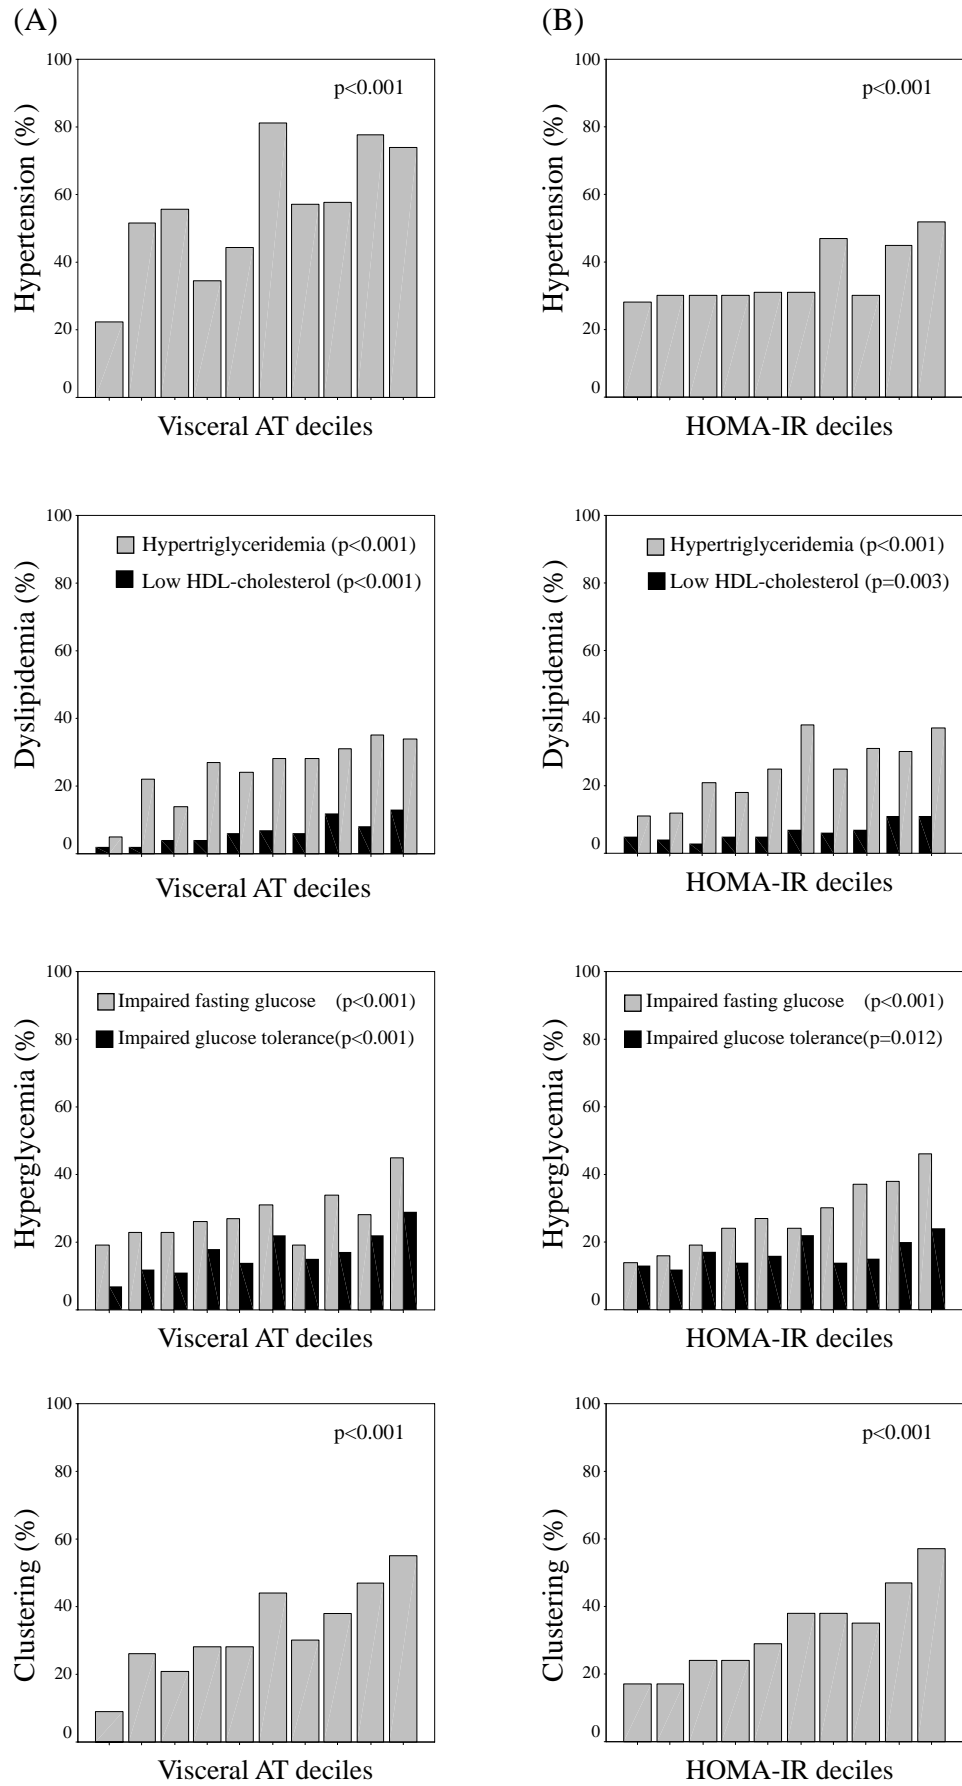 (A)
(B)
Hypertension (%)
100
80
60
40
20
0
p<0.001
Visceral AT deciles
Hypertension (%)
100
80
60
40
20
0
p<0.001
HOMA-IR deciles
Dyslipidemia (%)
100
80
60
40
20
0
Hypertriglyceridemia (p<0.001)
Low HDL-cholesterol (p<0.001)
Visceral AT deciles
Dyslipidemia (%)
100
80
60
40
20
0
Hypertriglyceridemia (p<0.001)
Low HDL-cholesterol (p=0.003)
HOMA-IR deciles
Hyperglycemia (%)
100
80
60
40
20
0
Impaired fasting glucose (p<0.001)
Impaired glucose tolerance(p<0.001)
Visceral AT deciles
Hyperglycemia (%)
100
80
60
40
20
0
Impaired fasting glucose (p<0.001)
Impaired glucose tolerance(p=0.012)
HOMA-IR deciles
Clustering (%)
100
80
60
40
20
0
p<0.001
Visceral AT deciles
Clustering (%)
100
80
60
40
20
0
p<0.001
HOMA-IR deciles